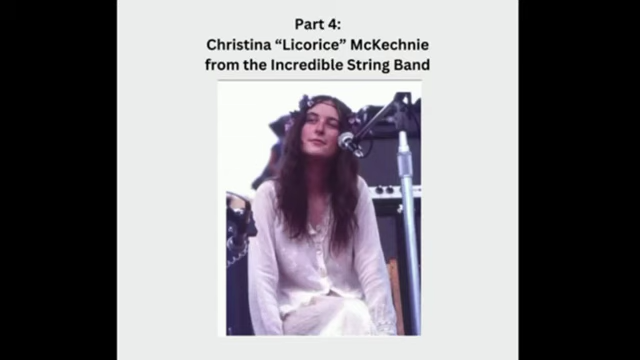 Part 4:
Christina “Licorice” McKechnie
from the Incredible String Band